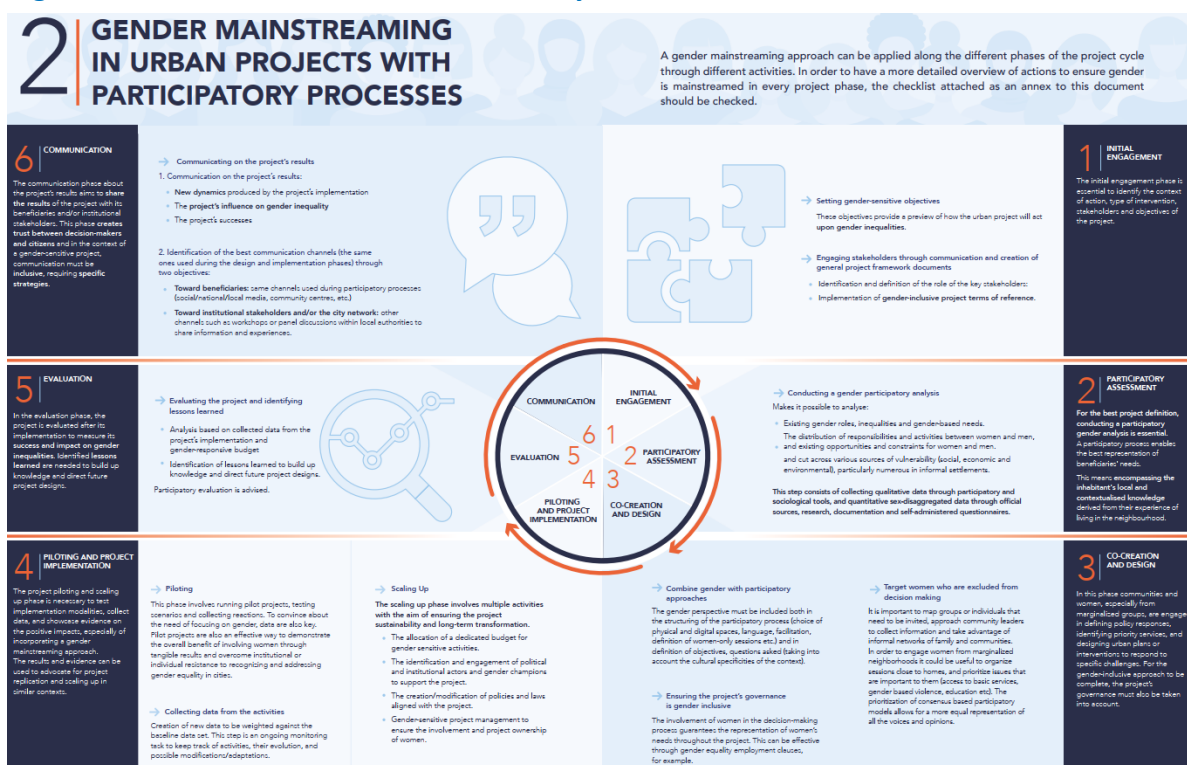 2
GENDER MAINSTREAMING
IN URBAN PROJECTS WITH
PARTICIPATORY PROCESSES
A gender mainstreaming approach can be applied along the different phases of the project cycle
through different activities. In order to have a more detailed overview of actions to ensure gender
is mainstreamed in every project phase, the checklist attached as an annex to this document
should be checked.
6 COMMUNICATION
The communication phase about
the project's results aims to share
the results of the project with its
beneficiaries and/or institutional
stakeholders. This phase creates
trust between decision-makers
and citizens and in the context of
a gender-sensitive project,
communication must be
inclusive, requiring specific
strategies.
→ Communicating on the project's results
1. Communication on the project's results:
• New dynamics produced by the project's implementation
• The project's influence on gender inequality
• The project's successes
2. Identification of the best communication channels (the same
ones used during the design and implementation phases) through
two objectives:
• Toward beneficiaries: same channels used during participatory processes
(social/national/local media, community centres, etc.)
• Toward institutional stakeholders and/or the city network: other
channels such as workshops or panel discussions within local authorities to
share information and experiences.
→ Setting gender-sensitive objectives
These objectives provide a preview of how the urban project will act
upon gender inequalities.
→ Engaging stakeholders through communication and creation of
general project framework documents
• Identification and definition of the role of the key stakeholders:
• Implementation of gender-inclusive project terms of reference.
1 INITIAL
ENGAGEMENT
The initial engagement phase is
essential to identify the context
of action, type of intervention,
stakeholders and objectives of
the project.
5 EVALUATION
In the evaluation phase, the
project is evaluated after its
implementation to measure its
success and impact on gender
inequalities. Identified lessons
learned are needed to build up
knowledge and direct future
project designs.
→ Evaluating the project and identifying
lessons learned
• Analysis based on collected data from the
project's implementation and
gender-responsive budget
• Identification of lessons learned to build up
knowledge and direct future project designs.
Participatory evaluation is advised.
COMMUNICATION
INITIAL
ENGAGEMENT
6 1
EVALUATION 5
2 PARTICIPATORY
ASSESSMENT
4 3
PILOTING
AND PROJECT
IMPLEMENTATION
CO-CREATION
AND DESIGN
→ Conducting a gender participatory analysis
Makes it possible to analyse:
• Existing gender roles, inequalities and gender-based needs.
The distribution of responsibilities and activities between women and men,
• and existing opportunities and constraints for women and men.
and cut across various sources of vulnerability (social, economic and
environmental), particularly numerous in informal settlements.
This step consists of collecting qualitative data through participatory and
sociological tools, and quantitative sex-disaggregated data through official
sources, research, documentation and self-administered questionnaires.
2 PARTICIPATORY
ASSESSMENT
For the best project definition,
conducting a participatory
gender analysis is essential.
A participatory process enables
the best representation of
beneficiaries' needs.
This means encompassing the
inhabitant's local and
contextualised knowledge
derived from their experience of
living in the neighbourhood.
4 PILOTING AND PROJECT
IMPLEMENTATION
The project piloting and scaling
up phase is necessary to test
implementation modalities, collect
data, and showcase evidence on
the positive impacts, especially of
incorporating a gender
mainstreaming approach.
The results and evidence can be
used to advocate for project
replication and scaling up in
similar contexts.
→ Piloting
This phase involves running pilot projects, testing
scenarios and collecting reactions. To convince about
the need of focusing on gender, data are also key.
Pilot projects are also an effective way to demonstrate
the overall benefit of involving women through
tangible results and overcome institutional or
individual resistance to recognizing and addressing
gender equality in cities.
→ Collecting data from the activities
Creation of new data to be weighted against the
baseline data set. This step is an ongoing monitoring
task to keep track of activities, their evolution, and
possible modifications/adaptations.
→ Scaling Up
The scaling up phase involves multiple activities
with the aim of ensuring the project
sustainability and long-term transformation.
• The allocation of a dedicated budget for
gender sensitive activities.
• The identification and engagement of political
and institutional actors and gender champions
to support the project.
• The creation/modification of policies and laws
aligned with the project.
• Gender-sensitive project management to
ensure the involvement and project ownership
of women.
→ Combine gender with participatory
approaches
The gender perspective must be included both in
the structuring of the participatory process (choice of
physical and digital spaces, language, facilitation,
definition of women-only sessions etc.) and in
definition of objectives, questions asked (taking into
account the cultural specificities of the context).
→ Ensuring the project's governance
is gender inclusive
The involvement of women in the decision-making
process guarantees the representation of women's
needs throughout the project. This can be effective
through gender equality employment clauses,
for example.
→ Target women who are excluded from
decision making
It is important to map groups or individuals that
need to be invited, approach community leaders
to collect information and take advantage of
informal networks of family and communities.
In order to engage women from marginalized
neighborhoods it could be useful to organize
sessions close to homes, and prioritize issues that
are important to them (access to basic services,
gender based violence, education etc). The
prioritization of consensus based participatory
models allows for a more equal representation of
all the voices and opinions.
3 CO-CREATION
AND DESIGN
In this phase communities and
women, especially from
marginalized groups, are engage
in defining policy responses,
identifying priority services, and
designing urban plans or
interventions to respond to
specific challenges. For the
gender-inclusive approach to be
complete, the project's
governance must also be taken
into account.